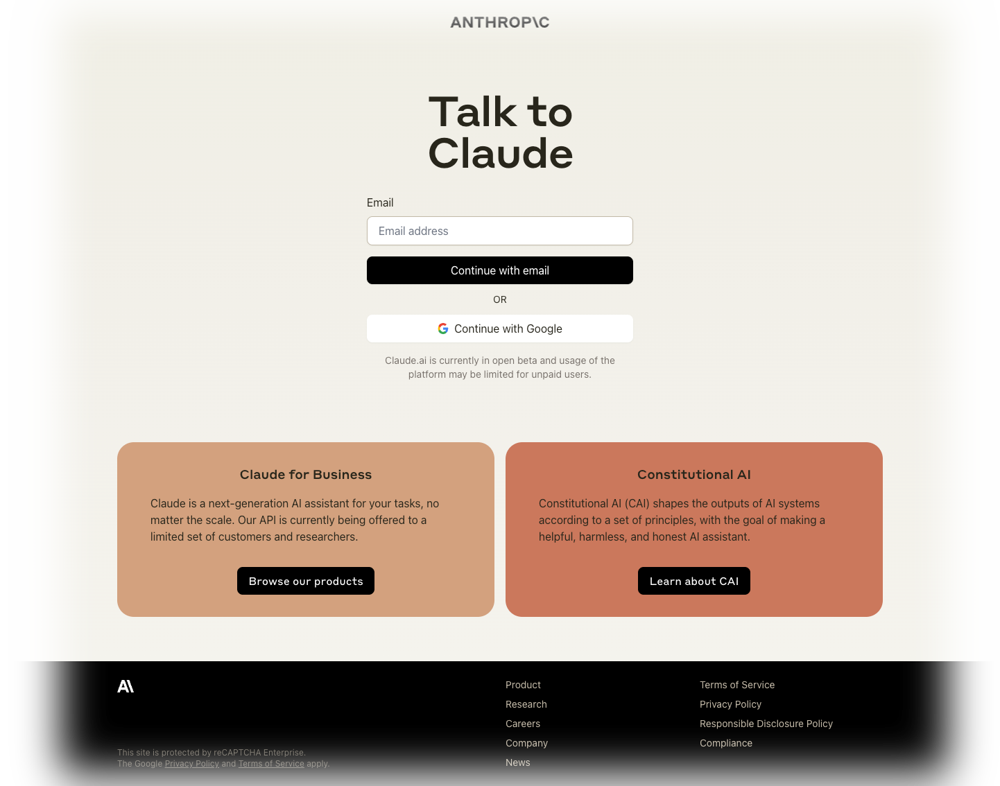 ANTHROP\C
Talk to
Claude
Email
Email address
Continue with email
OR
Continue with Google
Claude.ai is currently in open beta and usage of the
platform may be limited for unpaid users.
Claude for Business
Claude is a next-generation AI assistant for your tasks, no
matter the scale. Our API is currently being offered to a
limited set of customers and researchers.
Browse our products
Constitutional AI
Constitutional AI (CAI) shapes the outputs of AI systems
according to a set of principles, with the goal of making a
helpful, harmless, and honest AI assistant.
Learn about CAI
A\
This site is protected by reCAPTCHA Enterprise.
The Google Privacy Policy and Terms of Service apply.
Product
Research
Careers
Company
News
Terms of Service
Privacy Policy
Responsible Disclosure Policy
Compliance